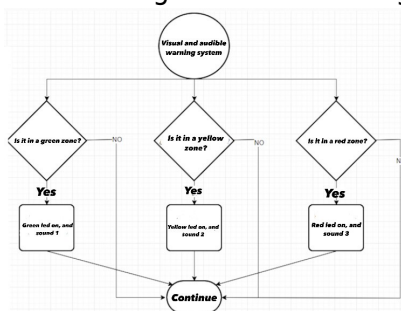 Visual and audible
warning system
Is it in a green zone?
NO
Is it in a yellow
zone?
NO
Is it in a red zone?
N
Yes
Yes
Yes
Green led on, and
sound 1
Yellow led on, and
sound 2
Red led on, and
sound 3
Continue